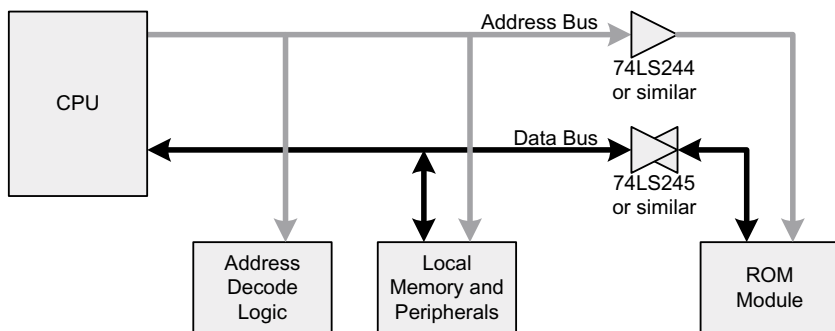 Address Bus
74LS244
or similar
CPU
Data Bus
74LS245
or similar
Address
Decode
Logic
Local
Memory and
Peripherals
ROM
Module